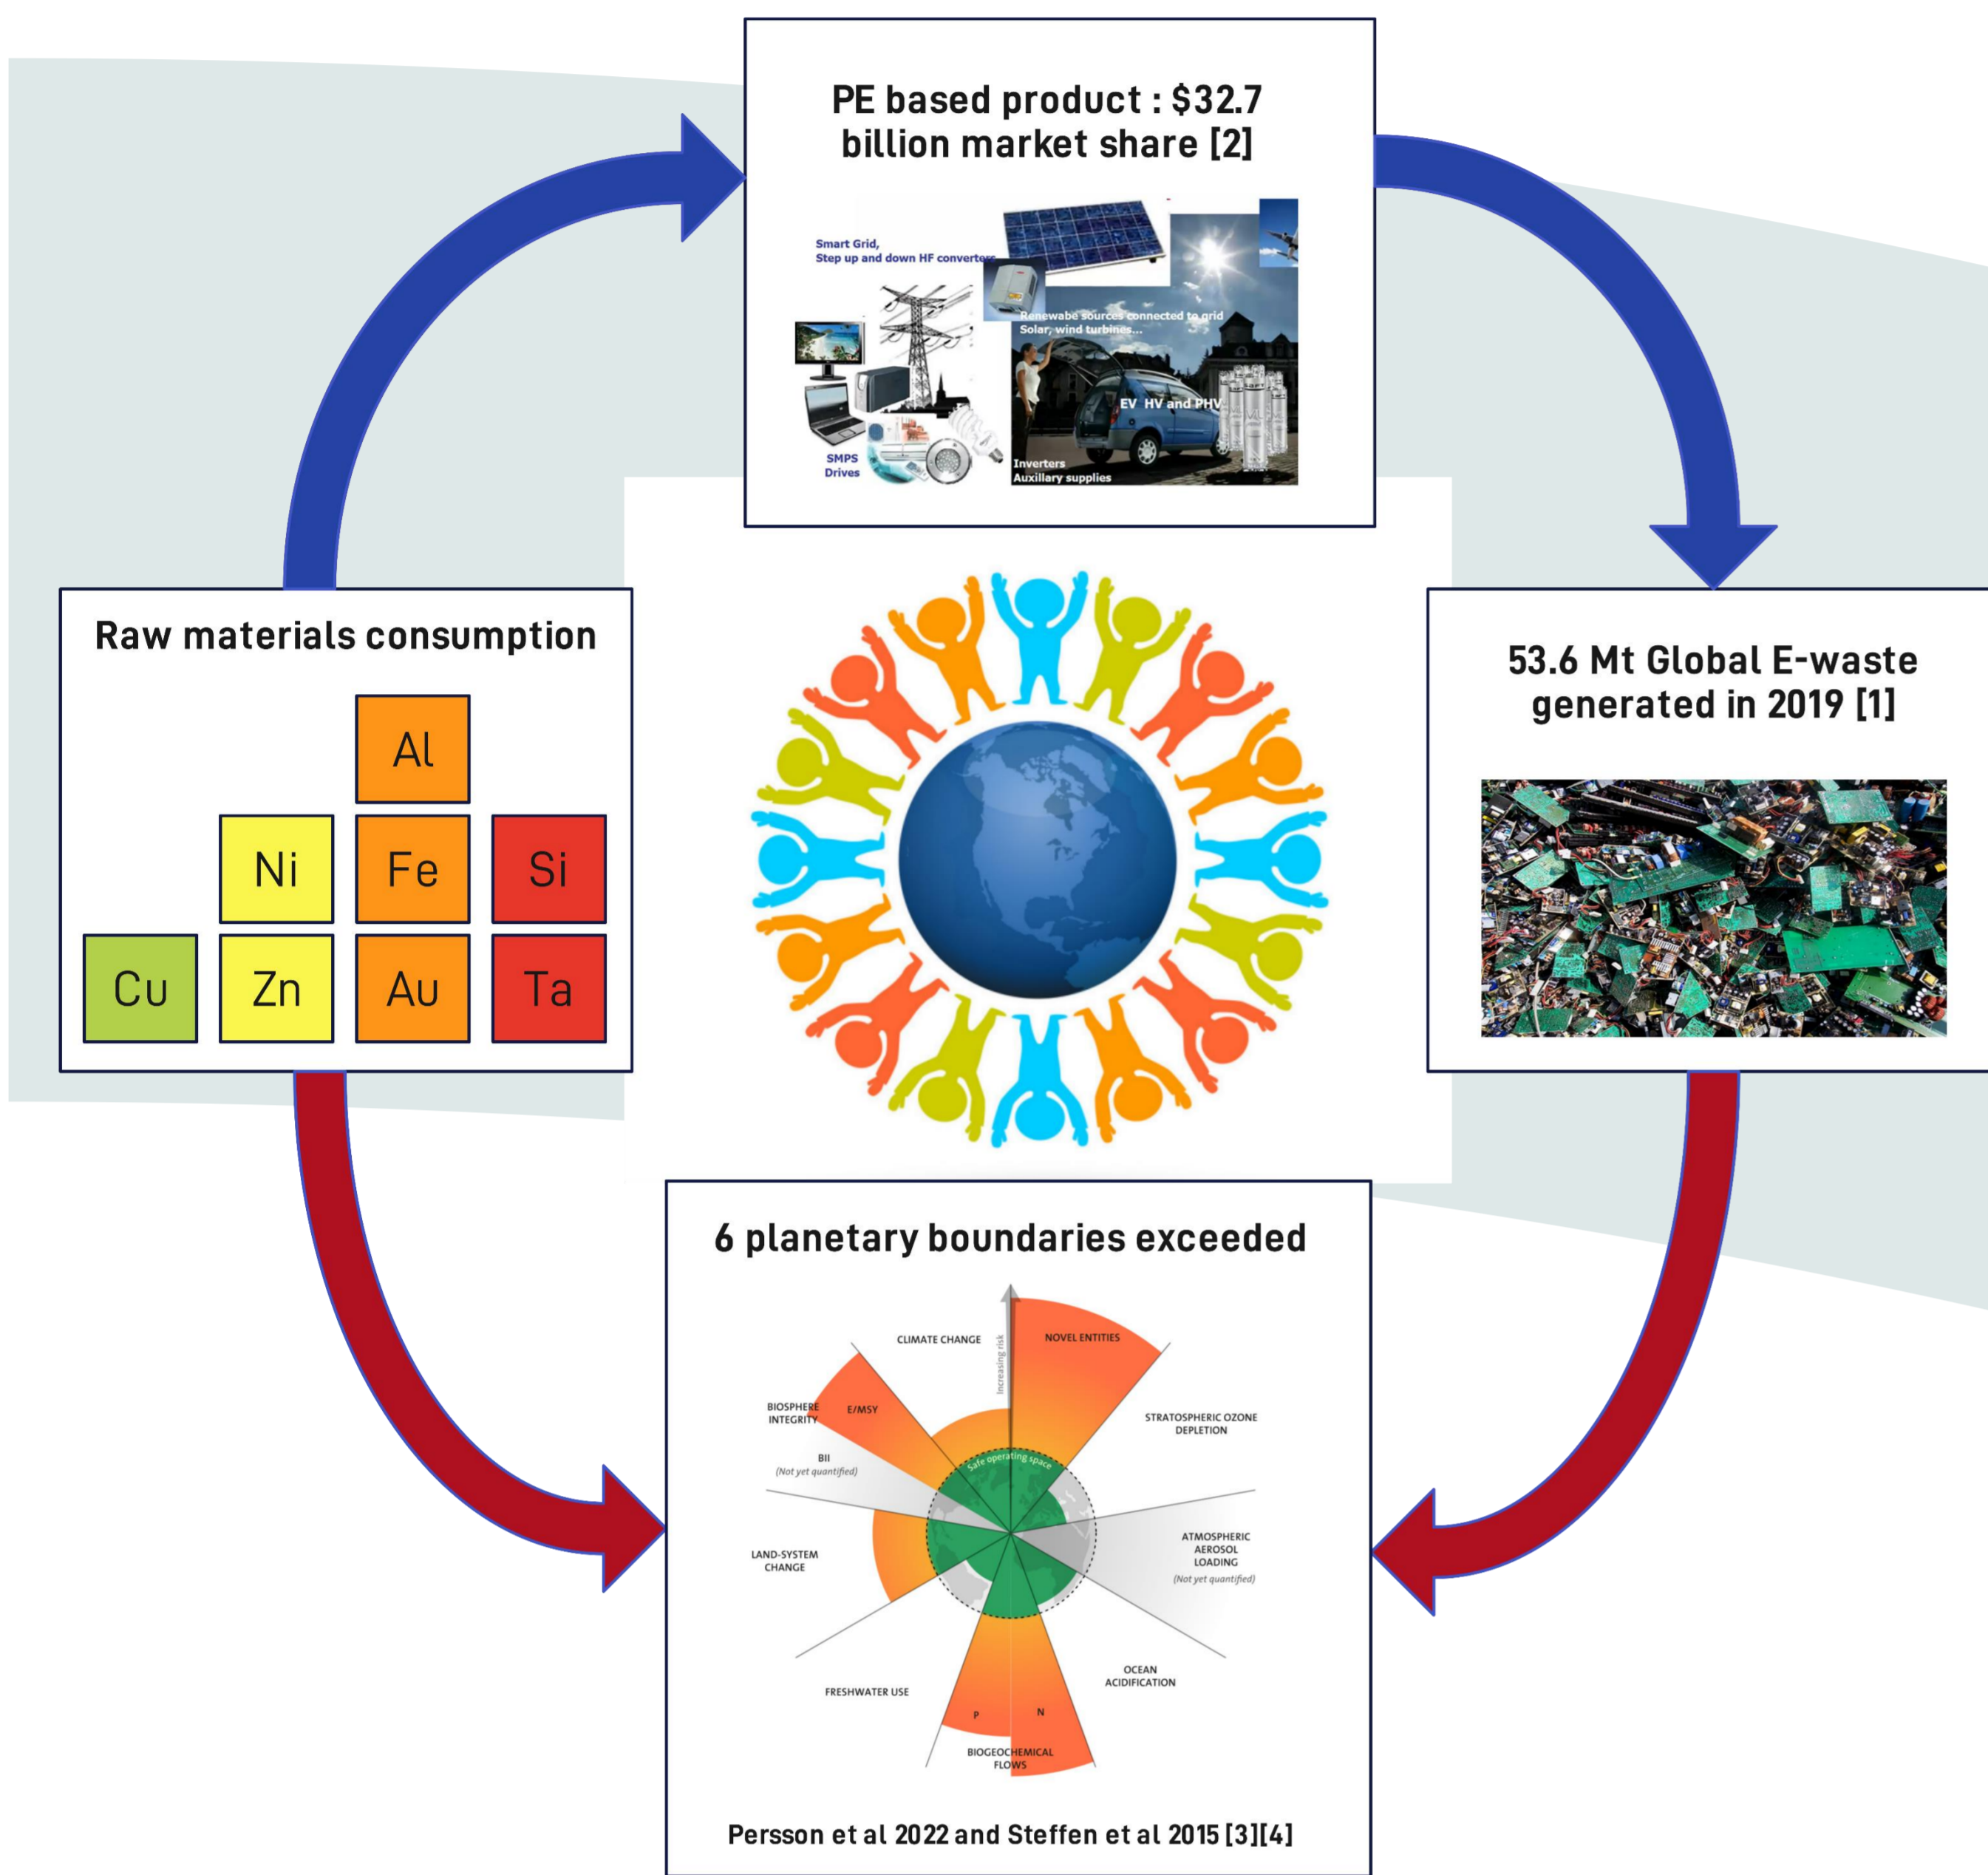 PE based product : $32.7
billion market share [2]
Smart Grid,
Step up and down HF converters
Renewabe sources connected to grid
Solar, wind turbines...
EV HV and PHV
SMPS
Drives
Inverters
Auxillary supplies
Raw materials consumption
Al
Ni
Fe
Si
Cu
Zn
Au
Ta
53.6 Mt Global E-waste
generated in 2019 [1]
6 planetary boundaries exceeded
CLIMATE CHANGE
Increasing risk
NOVEL ENTITIES
BIOSPHERE
INTEGRITY
E/MSY
STRATOSPHERIC OZONE
DEPLETION
BII
(Not yet quantified)
Safe operating space
LAND-SYSTEM
CHANGE
ATMOSPHERIC
AEROSOL
LOADING
(Not yet quantified)
FRESHWATER USE
OCEAN
ACIDIFICATION
P
N
BIOGEOCHEMICAL
FLOWS
Persson et al 2022 and Steffen et al 2015 [3][4]